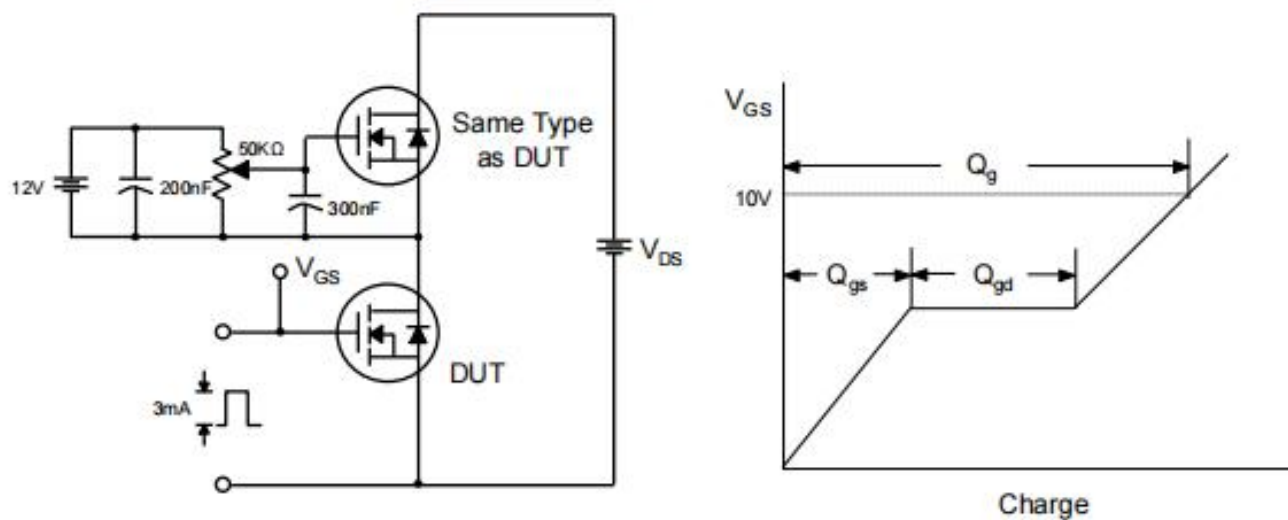 Same Type
as DUT
50KΩ
12V
200nF
300nF
V_GS
V_DS
DUT
3mA
V_GS
Q_g
10V
Q_gs
Q_gd
Charge